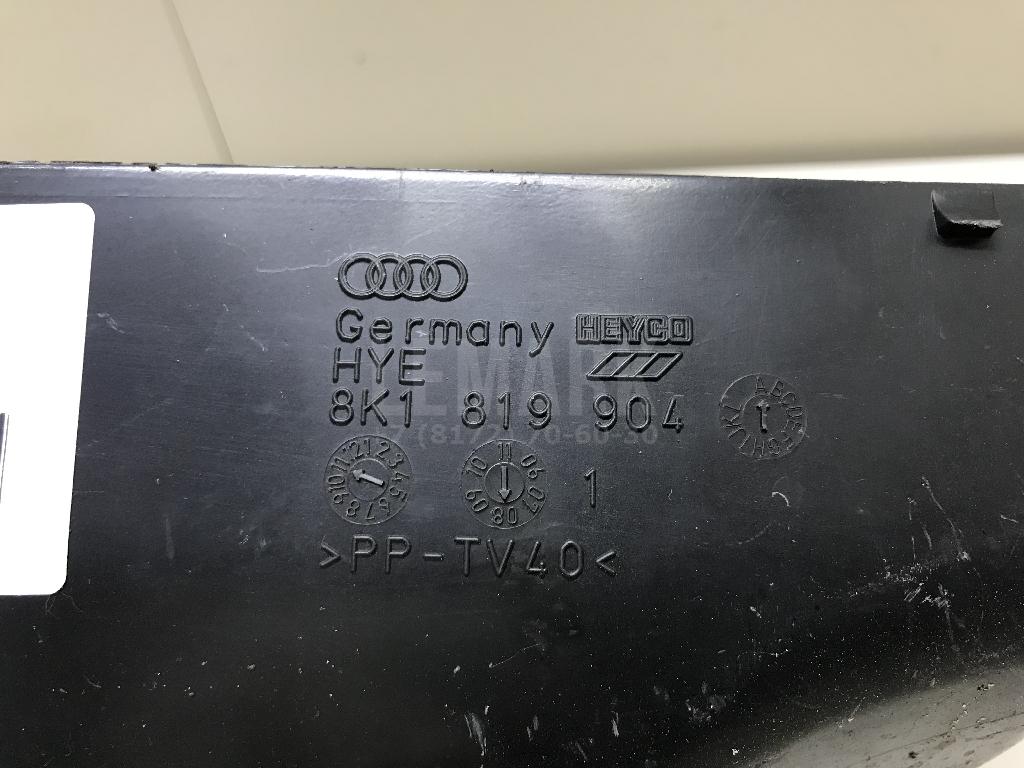 Germany HEYCO
HYE
8K1 819 904
1
>PP-TV40<